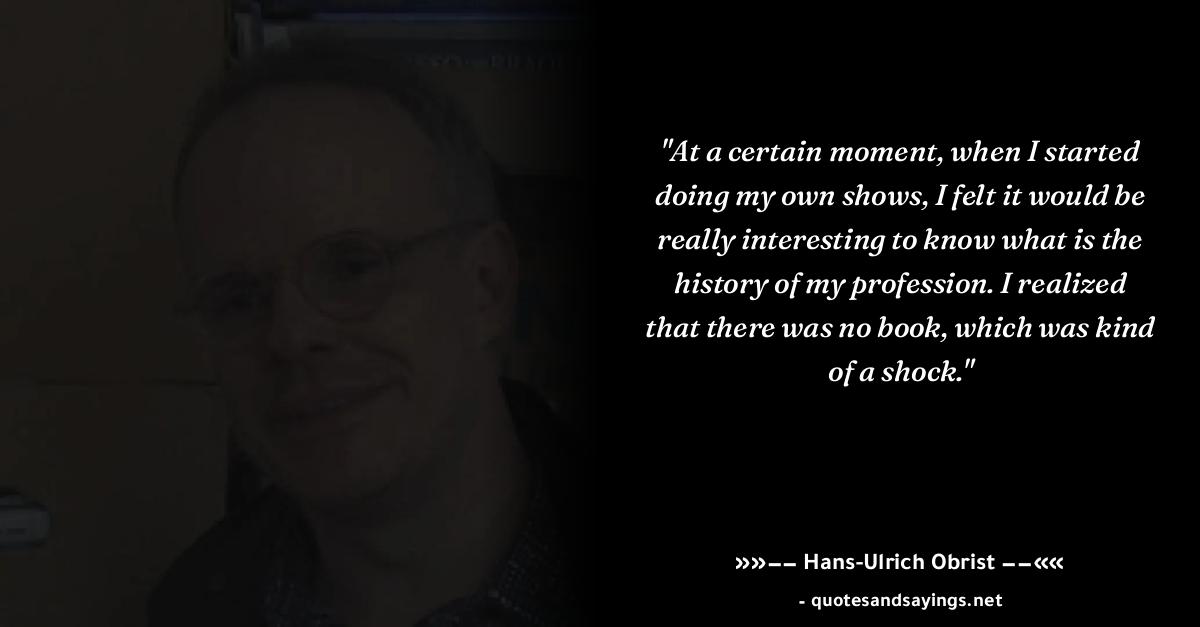 "At a certain moment, when I started
doing my own shows, I felt it would be
really interesting to know what is the
history of my profession. I realized
that there was no book, which was kind
of a shock."
»»−− Hans-Ulrich Obrist −−««
- quotesandsayings.net